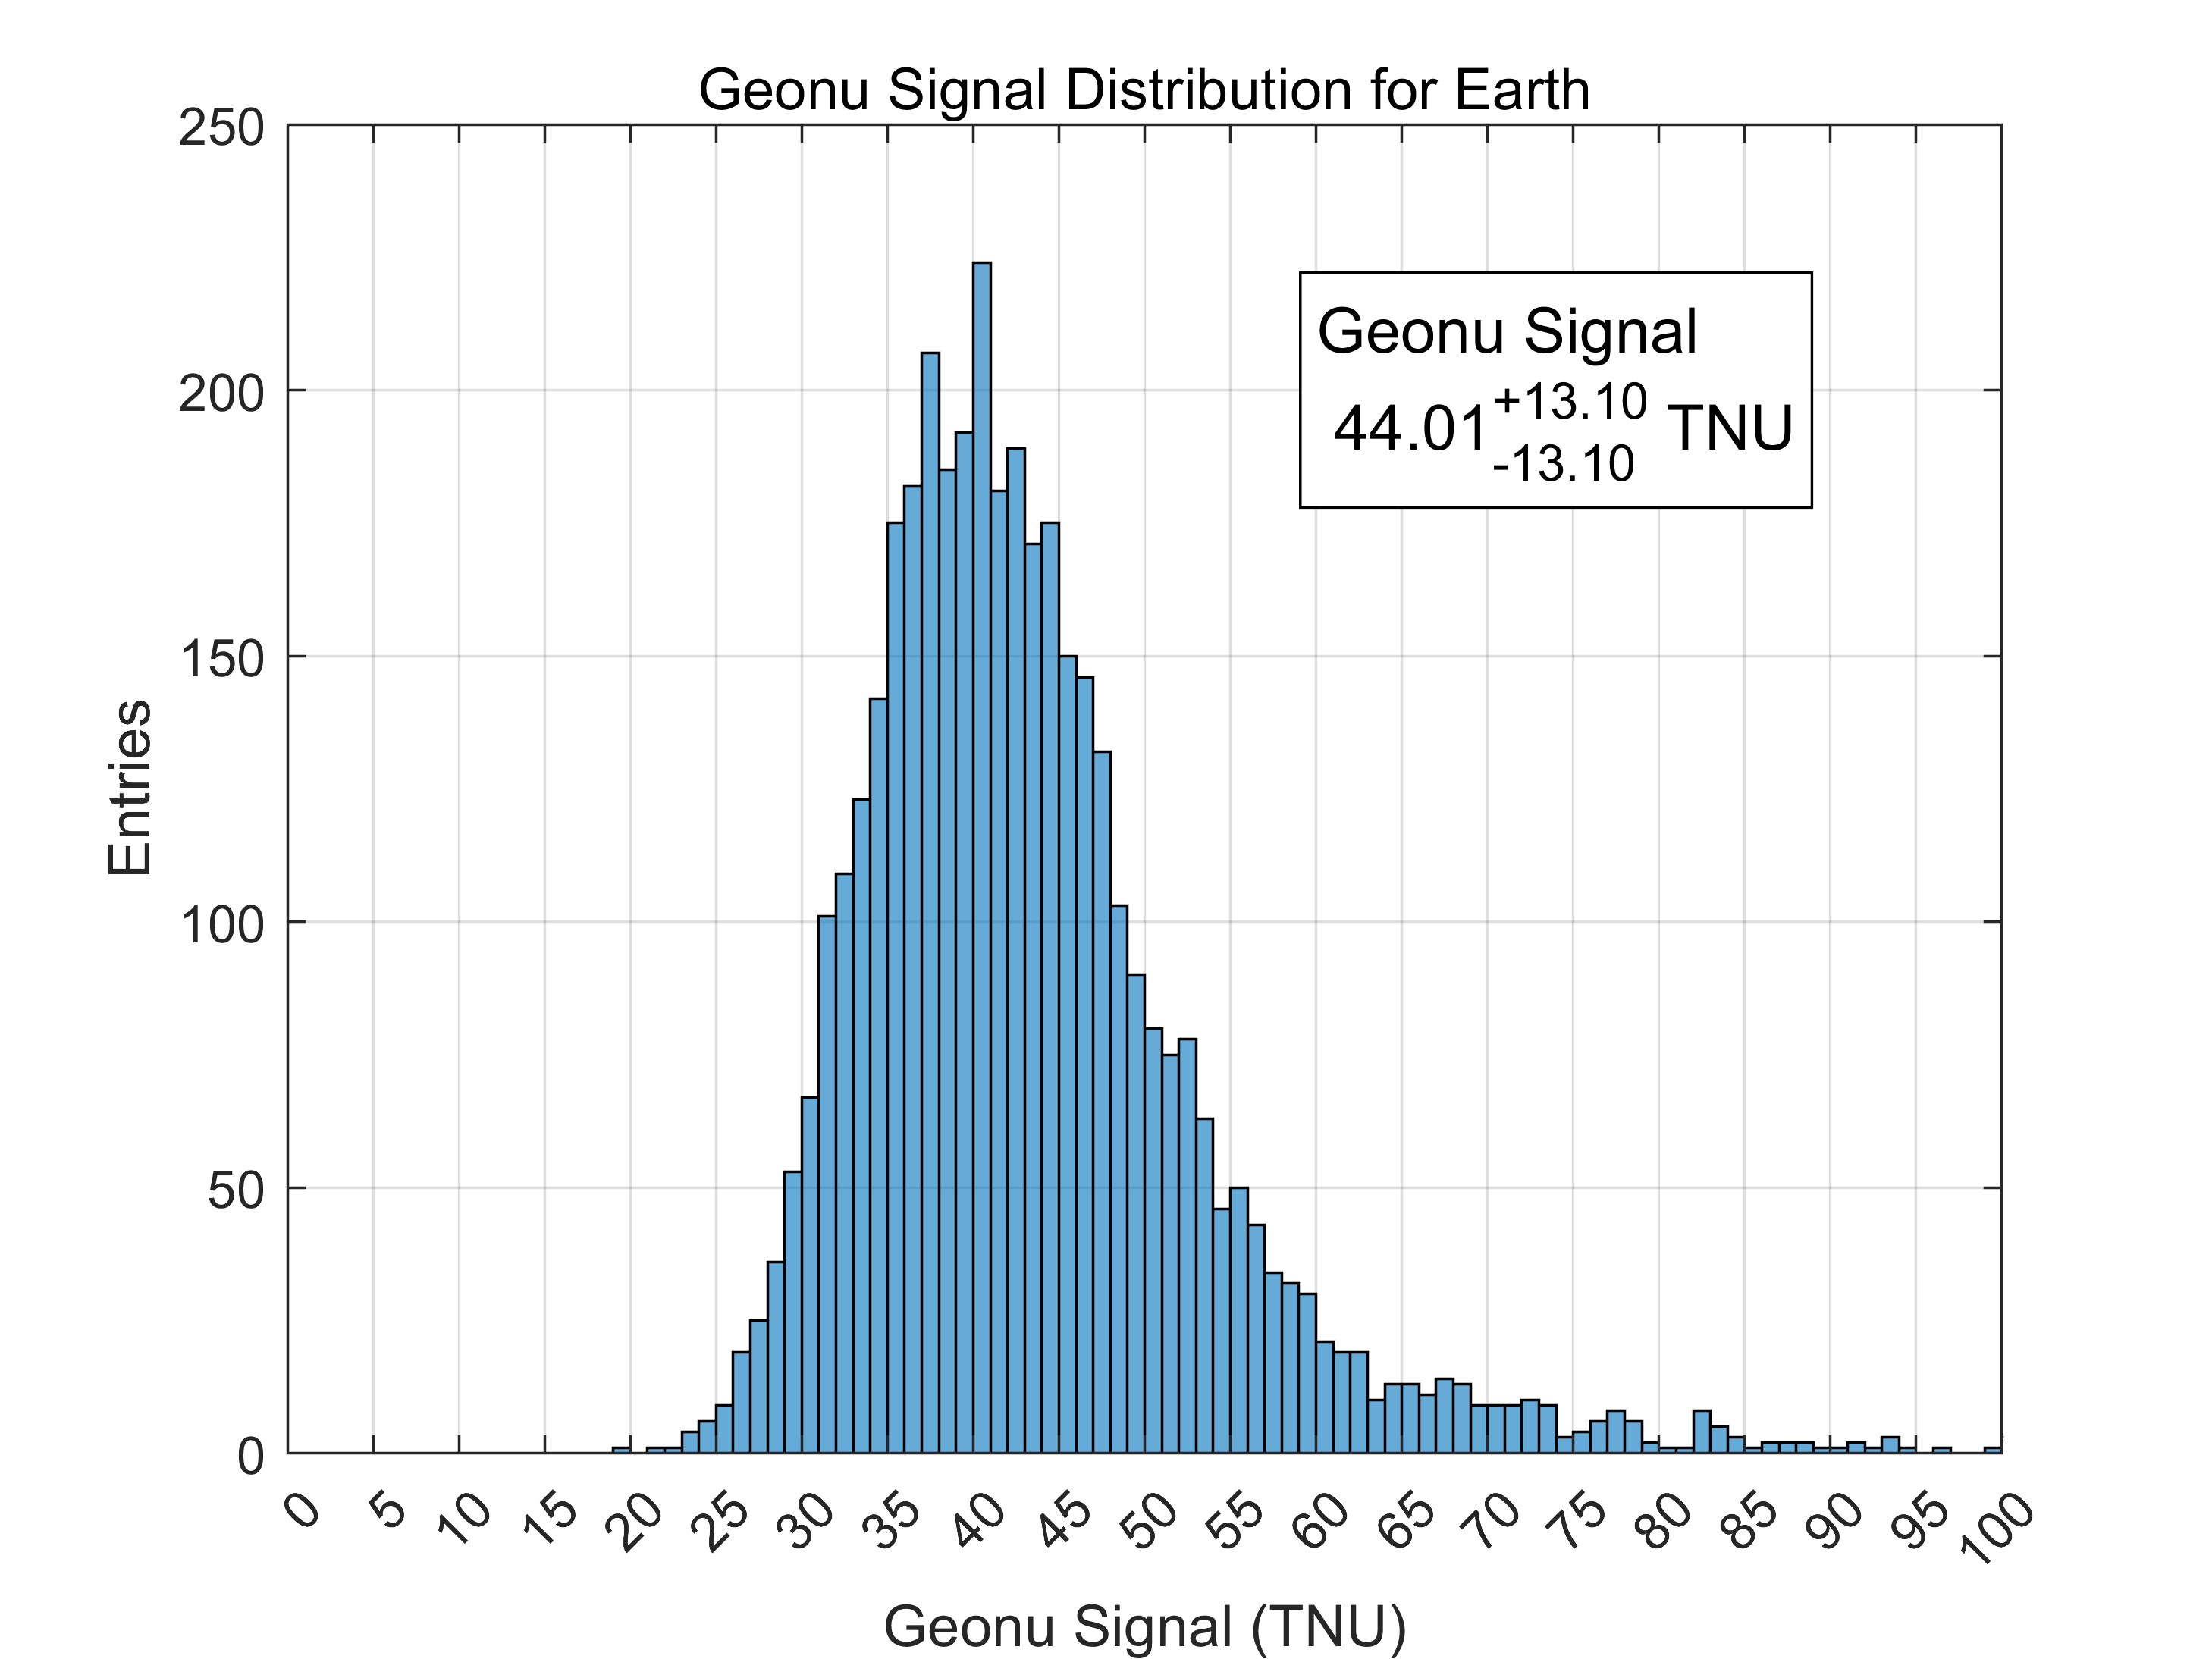 Geonu Signal Distribution for Earth
250
200
150
100
50
0
Entries
Geonu Signal
44.01 +13.10 -13.10 TNU
0 5 10 15 20 25 30 35 40 45 50 55 60 65 70 75 80 85 90 95 100
Geonu Signal (TNU)